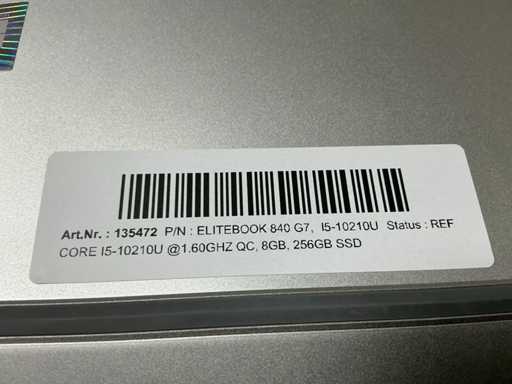 Art.Nr. : 135472 P/N : ELITEBOOK 840 G7, I5-10210U Status : REF
CORE I5-10210U @1.60GHZ QC, 8GB, 256GB SSD